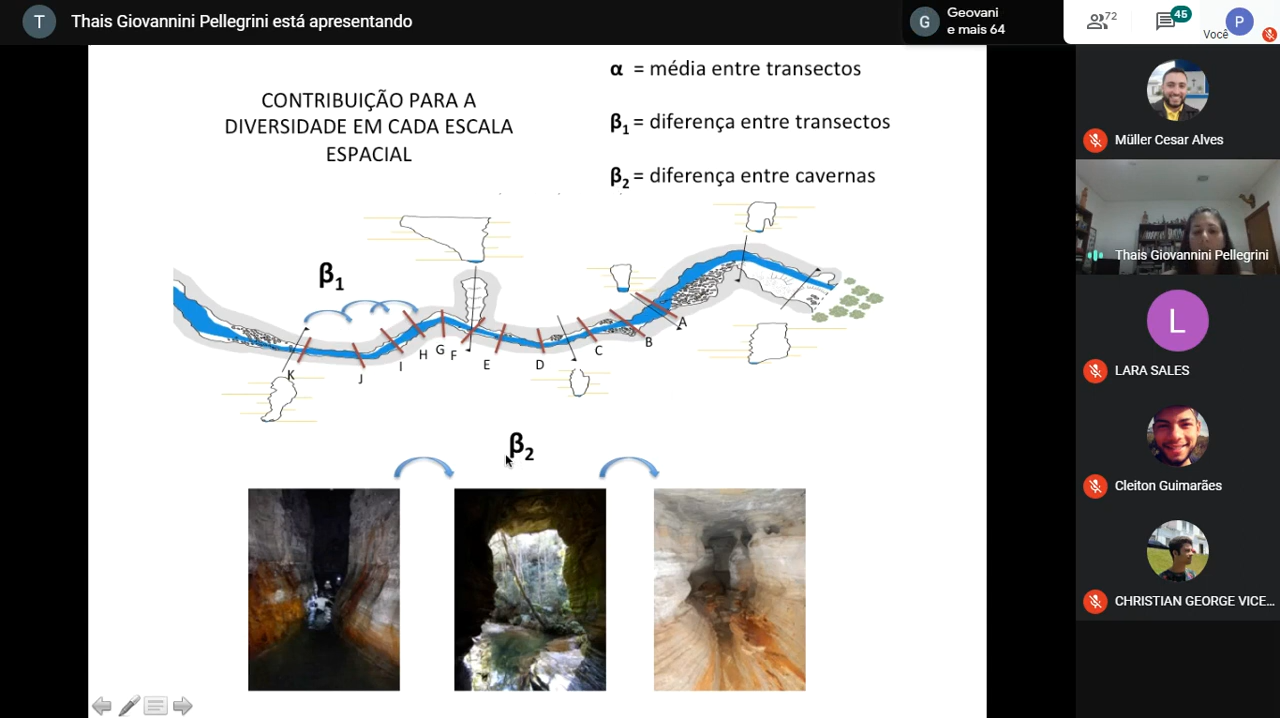 T
Thais Giovannini Pellegrini está apresentando
G
Geovani
e mais 64
72
45
Você
P
CONTRIBUIÇÃO PARA A
DIVERSIDADE EM CADA ESCALA
ESPACIAL
α = média entre transectos
β1 = diferença entre transectos
β2 = diferença entre cavernas
β1
A
B
C
D
E
F
G
H
I
J
K
β2
Müller Cesar Alves
Thais Giovannini Pellegrini
L
LARA SALES
Cleiton Guimarães
CHRISTIAN GEORGE VICE...